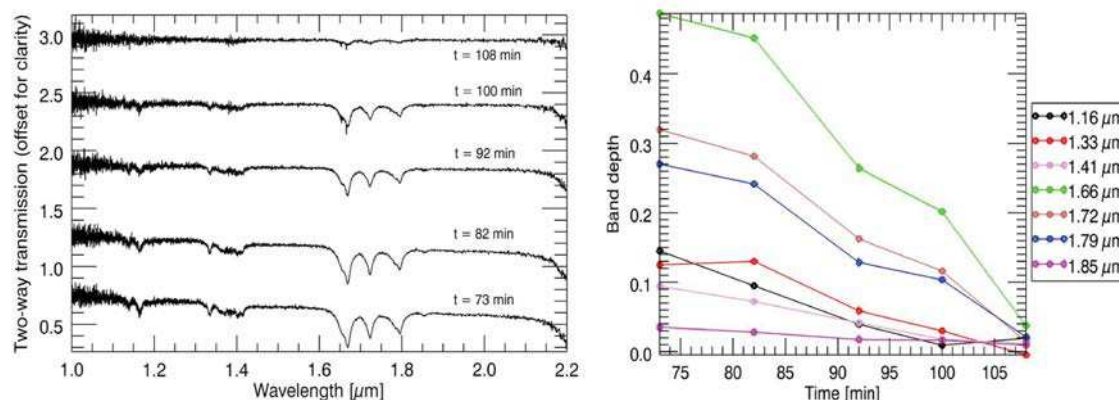 Two-way transmission (offset for clarity)
3.0
2.5
2.0
1.5
1.0
0.5
t = 108 min
t = 100 min
t = 92 min
t = 82 min
t = 73 min
1.0 1.2 1.4 1.6 1.8 2.0 2.2
Wavelength [µm]
Band depth
0.4
0.3
0.2
0.1
0.0
75 80 85 90 95 100 105
Time [min]
1.16 µm
1.33 µm
1.41 µm
1.66 µm
1.72 µm
1.79 µm
1.85 µm